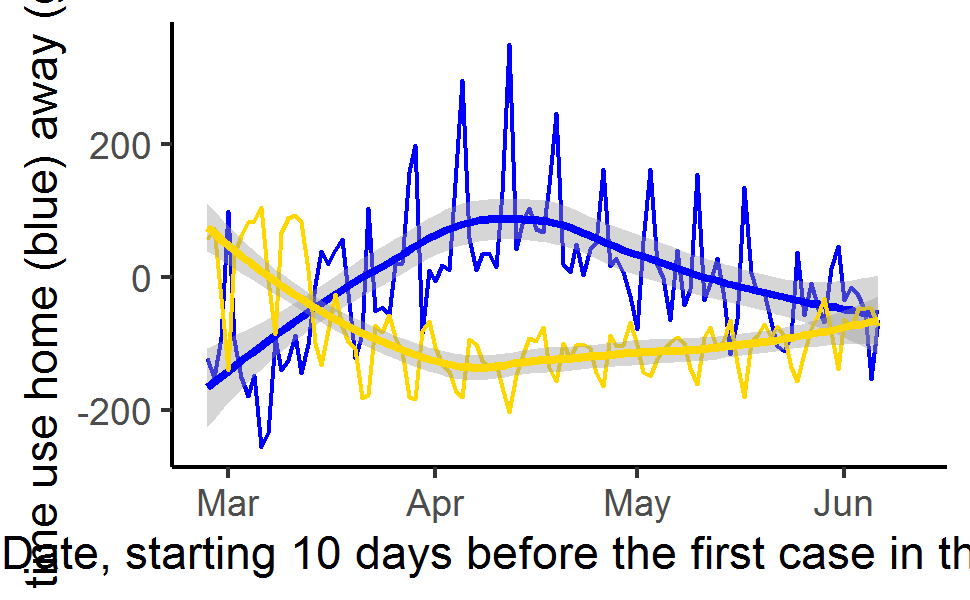 time use home (blue) away (
200
0
-200
Mar Apr May Jun
Date, starting 10 days before the first case in th